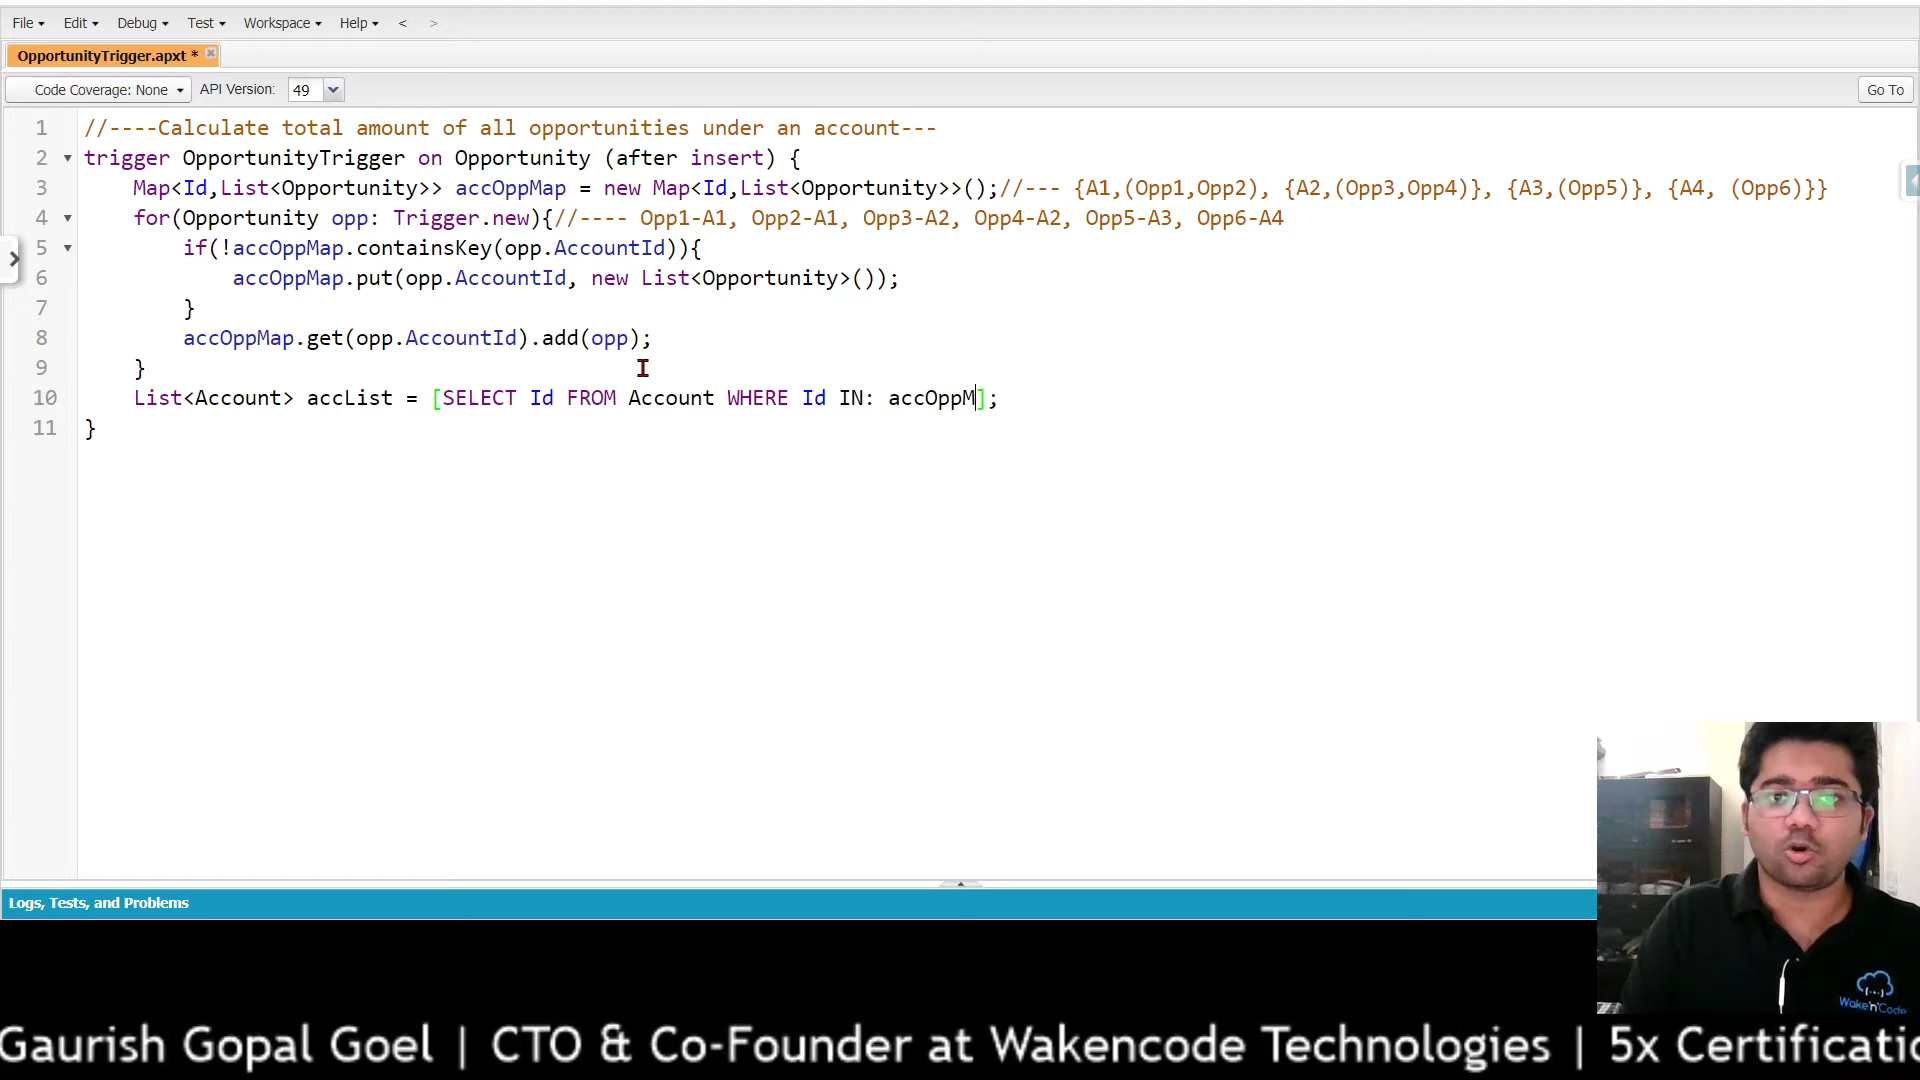 File Edit Debug Test Workspace Help < >
OpportunityTrigger.apxt *
Code Coverage: None API Version: 49 Go To
1 //----Calculate total amount of all opportunities under an account---
2 trigger OpportunityTrigger on Opportunity (after insert) {
3 Map<Id,List<Opportunity>> accOppMap = new Map<Id,List<Opportunity>>();//--- {A1,(Opp1,Opp2), {A2,(Opp3,Opp4)}, {A3,(Opp5)}, {A4, (Opp6)}}
4 for(Opportunity opp: Trigger.new){//---- Opp1-A1, Opp2-A1, Opp3-A2, Opp4-A2, Opp5-A3, Opp6-A4
5 if(!accOppMap.containsKey(opp.AccountId)){
6 accOppMap.put(opp.AccountId, new List<Opportunity>());
7 }
8 accOppMap.get(opp.AccountId).add(opp);
9 }
10 List<Account> accList = [SELECT Id FROM Account WHERE Id IN: accOppM];
11 }
Logs, Tests, and Problems
Wake'n'Code
Gaurish Gopal Goel | CTO & Co-Founder at Wakencode Technologies | 5x Certificatio